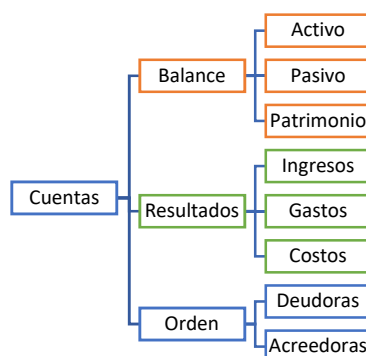 Cuentas
Balance
Activo
Pasivo
Patrimonio
Resultados
Ingresos
Gastos
Costos
Orden
Deudoras
Acreedoras